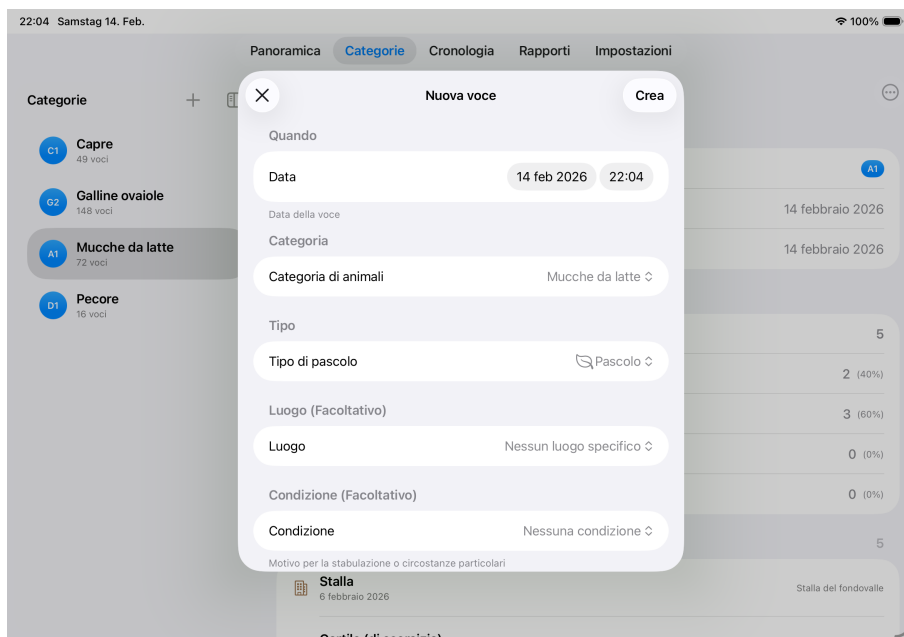 22:04 Samstag 14. Feb.
100%
Panoramica Categorie Cronologia Rapporti Impostazioni
Categorie
C1 Capre
49 voci
G2 Galline ovaiole
148 voci
A1 Mucche da latte
72 voci
D1 Pecore
16 voci
Nuova voce
Crea
Quando
Data 14 feb 2026 22:04
Data della voce
Categoria
Categoria di animali Mucche da latte
Tipo
Tipo di pascolo Pascolo
Luogo (Facoltativo)
Luogo Nessun luogo specifico
Condizione (Facoltativo)
Condizione Nessuna condizione
Motivo per la stabulazione o circostanze particolari
A1
14 febbraio 2026
14 febbraio 2026
5
2 (40%)
3 (60%)
0 (0%)
0 (0%)
5
Stalla
6 febbraio 2026
Stalla del fondovalle